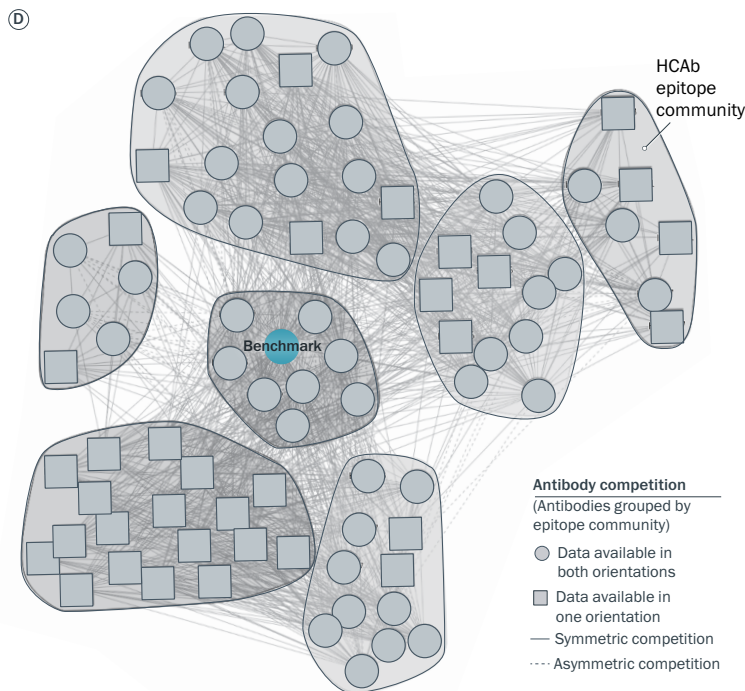 D
HCAb
epitope
community
Benchmark
Antibody competition
(Antibodies grouped by
epitope community)
Data available in
both orientations
Data available in
one orientation
Symmetric competition
Asymmetric competition